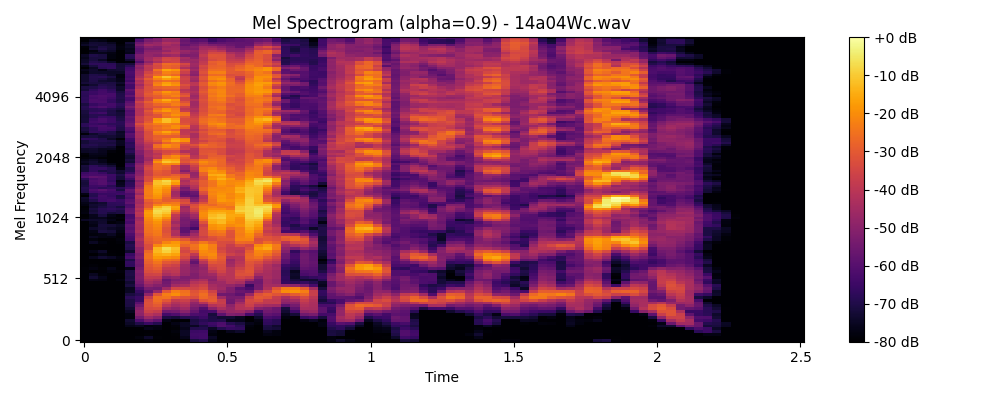 Mel Spectrogram (alpha=0.9) - 14a04Wc.wav
Mel Frequency
4096
2048
1024
512
0
0
0.5
1
1.5
2
2.5
Time
+0 dB
-10 dB
-20 dB
-30 dB
-40 dB
-50 dB
-60 dB
-70 dB
-80 dB